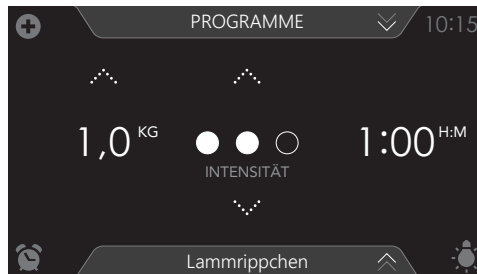 PROGRAMME 10:15
1,0 KG 1:00 H:M
INTENSITÄT
Lammrippchen